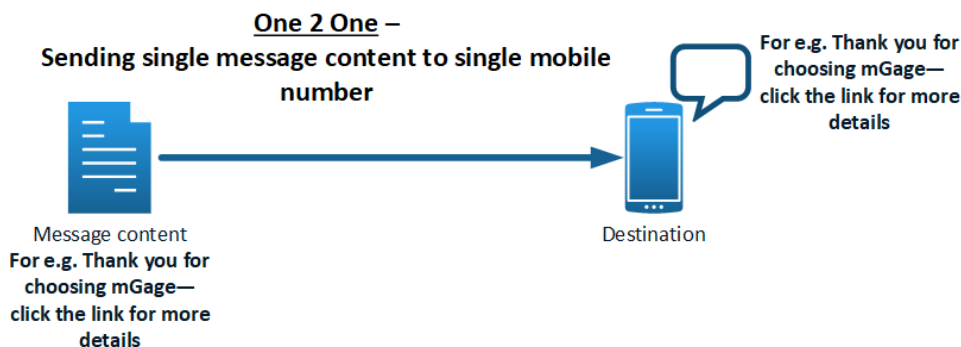 One 2 One –
Sending single message content to single mobile
number
For e.g. Thank you for
choosing mGage—
click the link for more
details
Message content
For e.g. Thank you for
choosing mGage—
click the link for more
details
Destination